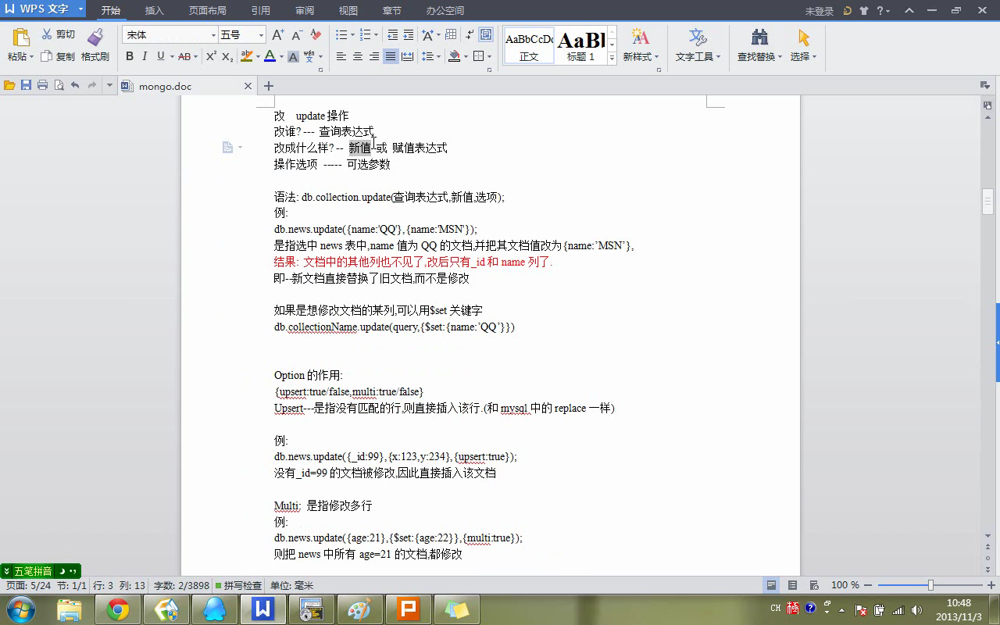 WPS 文字 开始 插入 页面布局 引用 审阅 视图 章节 办公空间 未登录
粘贴 剪切 复制 格式刷 宋体 五号 AaBbCcDc 正文 AaBl 标题 1 新样式 文字工具 查找替换 选择
mongo.doc
改 update 操作
改谁? --- 查询表达式
改成什么样? -- 新值 或 赋值表达式
操作选项 ----- 可选参数
语法: db.collection.update(查询表达式,新值,选项);
例:
db.news.update({name:'QQ'},{name:'MSN'});
是指选中 news 表中,name 值为 QQ 的文档,并把其文档值改为{name:’MSN’},
结果: 文档中的其他列也不见了,改后只有_id 和 name 列了.
即--新文档直接替换了旧文档,而不是修改
如果是想修改文档的某列,可以用$set 关键字
db.collectionName.update(query,{$set:{name:’QQ’}})
Option 的作用:
{upsert:true/false,multi:true/false}
Upsert---是指没有匹配的行,则直接插入该行.(和 mysql 中的 replace 一样)
例:
db.news.update({_id:99},{x:123,y:234},{upsert:true});
没有_id=99 的文档被修改,因此直接插入该文档
Multi: 是指修改多行
例:
db.news.update({age:21},{$set:{age:22}},{multi:true});
则把 news 中所有 age=21 的文档,都修改
五笔拼音
页面: 5/24 节: 1/1 行: 3 列: 13 字数: 2/3898 拼写检查 单位: 毫米 100 %
CH 10:48
2013/11/3